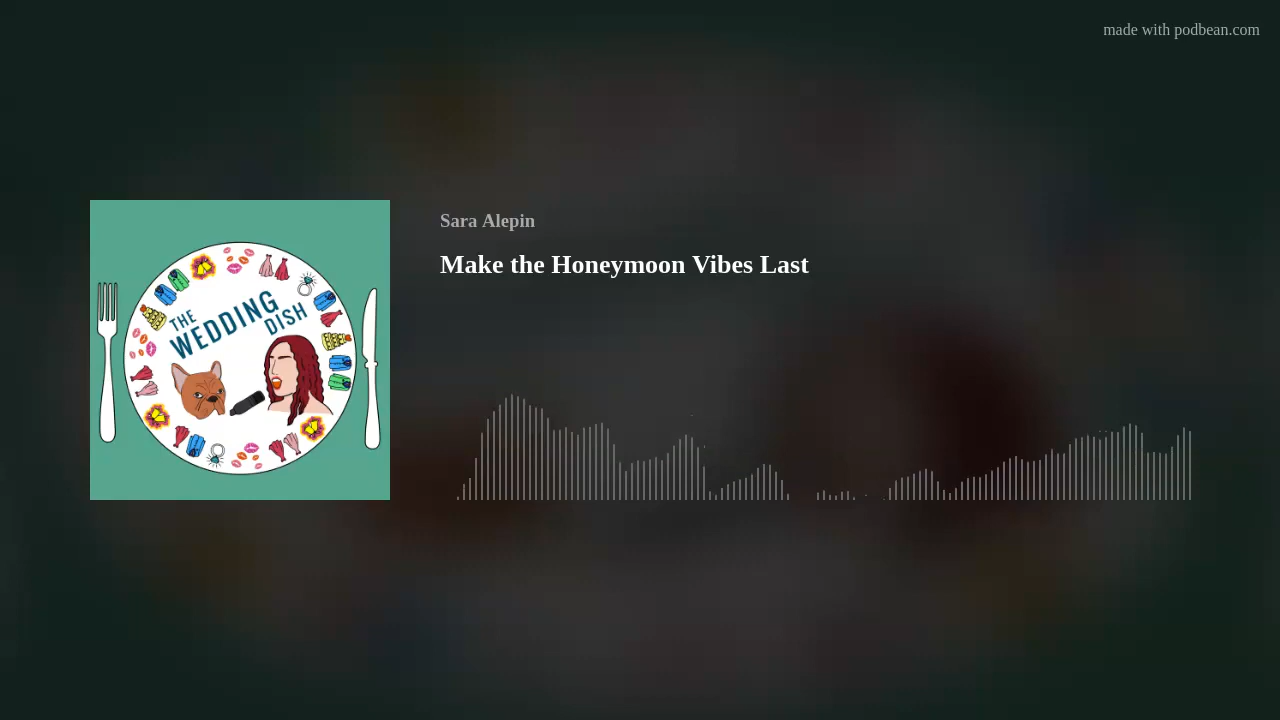 made with podbean.com
Sara Alepin
Make the Honeymoon Vibes Last
THE
WEDDING
DISH